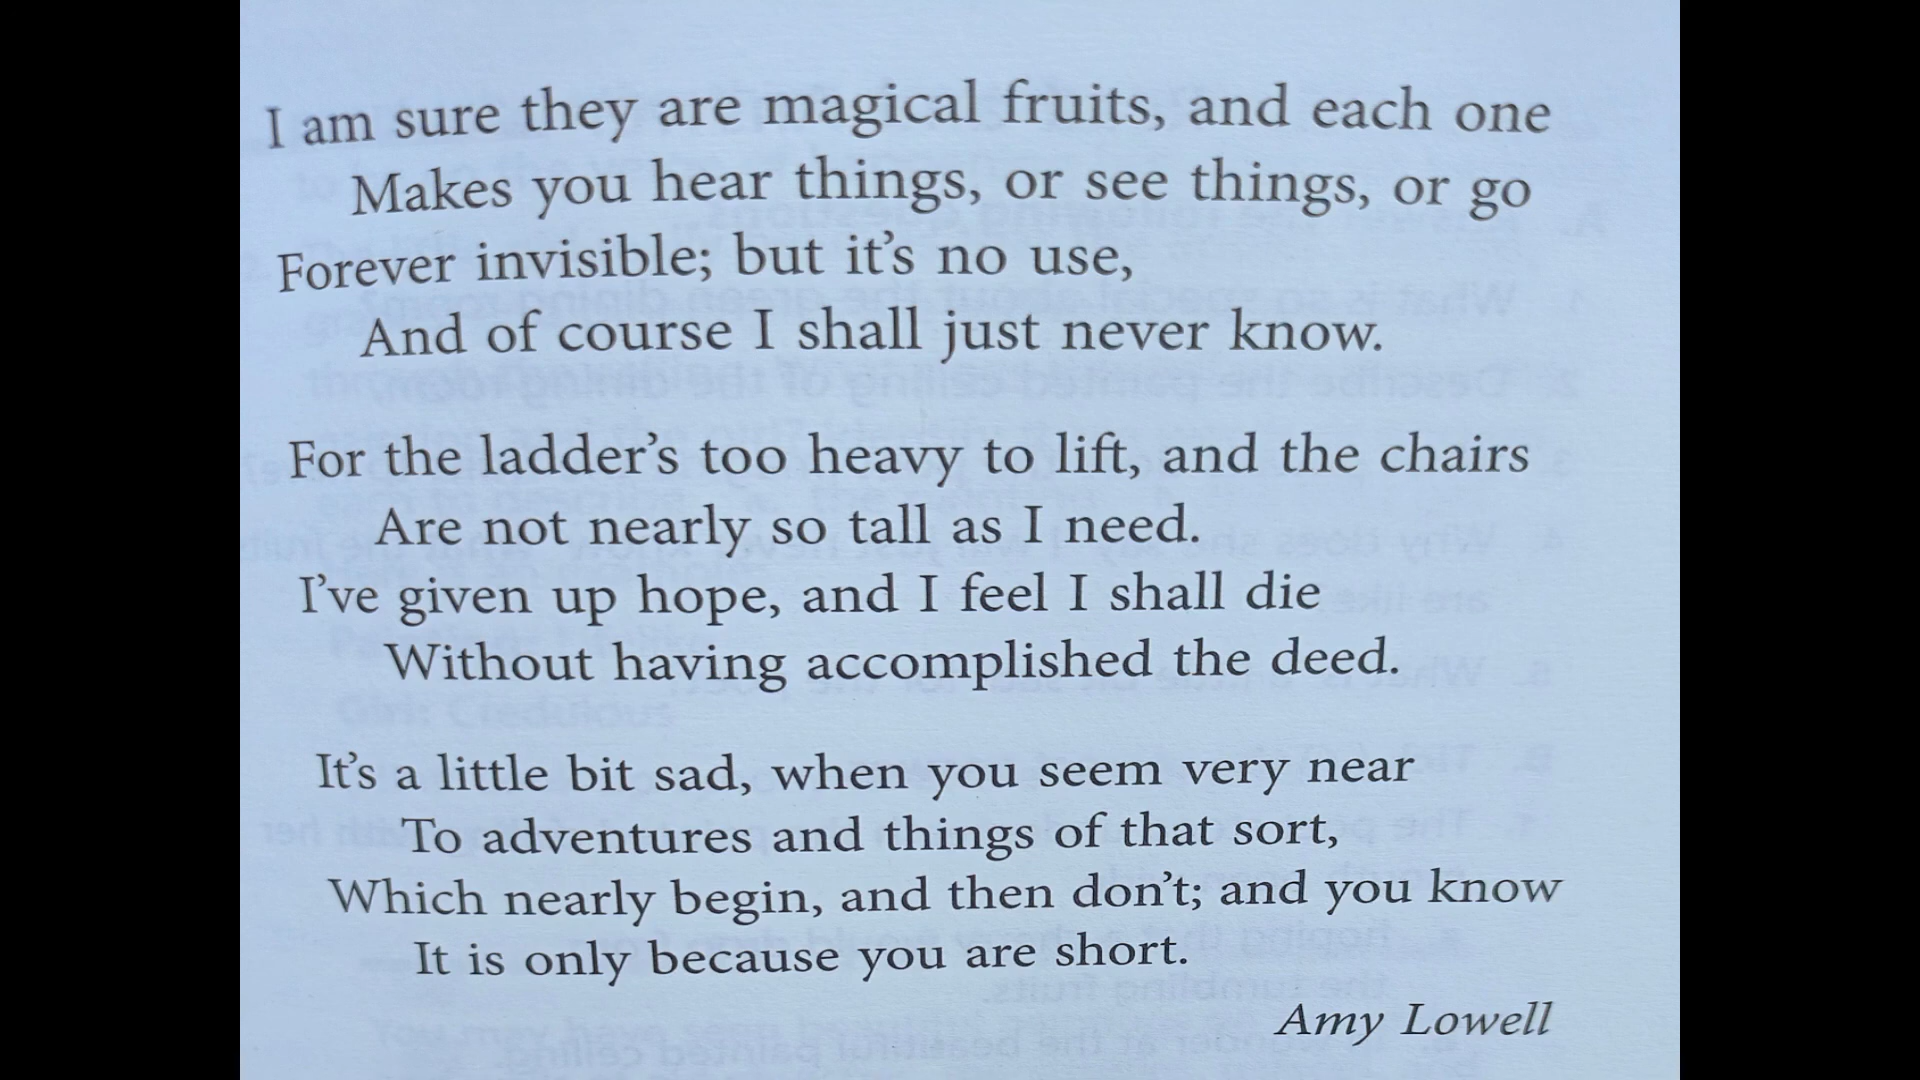 I am sure they are magical fruits, and each one
Makes you hear things, or see things, or go
Forever invisible; but it's no use,
And of course I shall just never know.
For the ladder's too heavy to lift, and the chairs
Are not nearly so tall as I need.
I've given up hope, and I feel I shall die
Without having accomplished the deed.
It's a little bit sad, when you seem very near
To adventures and things of that sort,
Which nearly begin, and then don't; and you know
It is only because you are short.
Amy Lowell